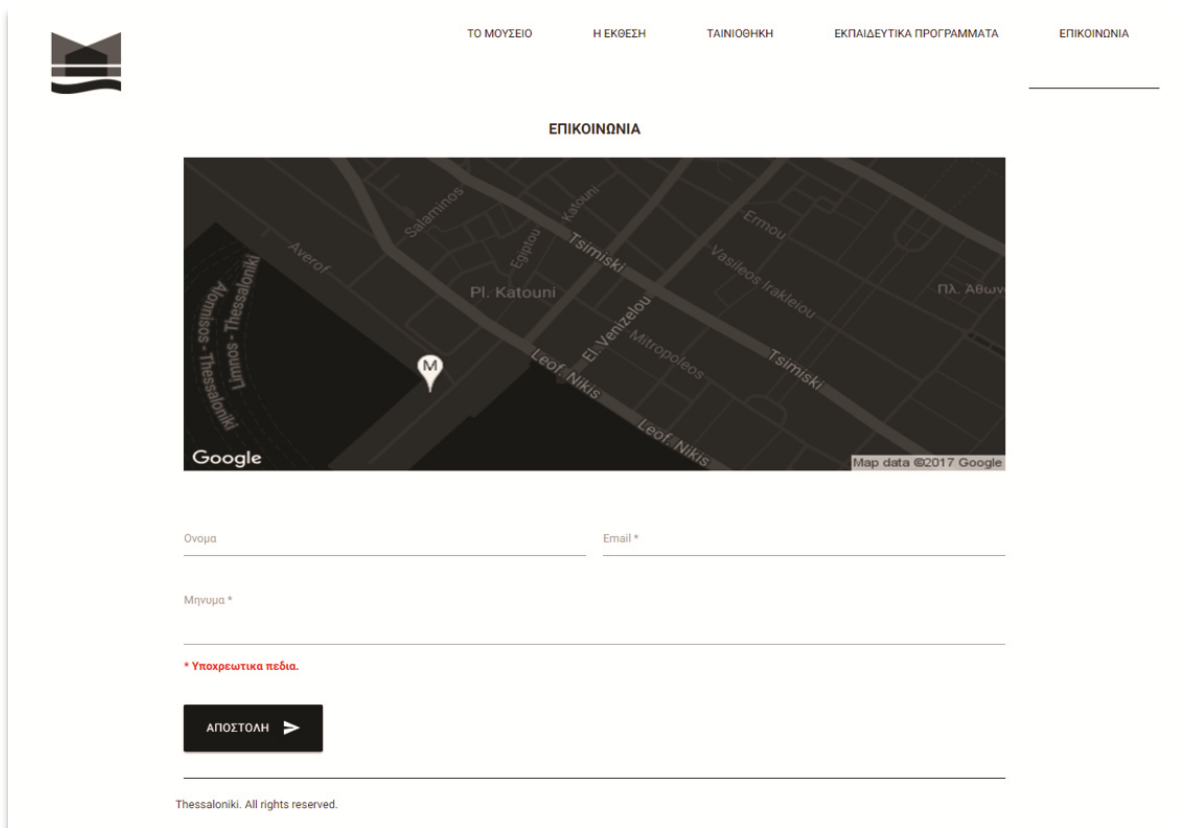 ΤΟ ΜΟΥΣΕΙΟ Η ΕΚΘΕΣΗ ΤΑΙΝΙΟΘΗΚΗ ΕΚΠΑΙΔΕΥΤΙΚΑ ΠΡΟΓΡΑΜΜΑΤΑ ΕΠΙΚΟΙΝΩΝΙΑ
ΕΠΙΚΟΙΝΩΝΙΑ
Salaminos
Katouni
Ermou
Egiptou
Averof
Tsimiski
Vasileos Irakleiou
Pl. Katouni
Πλ. Αθων
Alonnisos - Thessaloniki
Limnos - Thessaloniki
El. Venizelou
Mitropoleos
Leof. Nikis
Tsimiski
M
Leof. Nikis
Google
Map data ©2017 Google
Ονομα Email *
Μηνυμα *
* Υποχρεωτικα πεδια.
ΑΠΟΣΤΟΛΗ
Thessaloniki. All rights reserved.